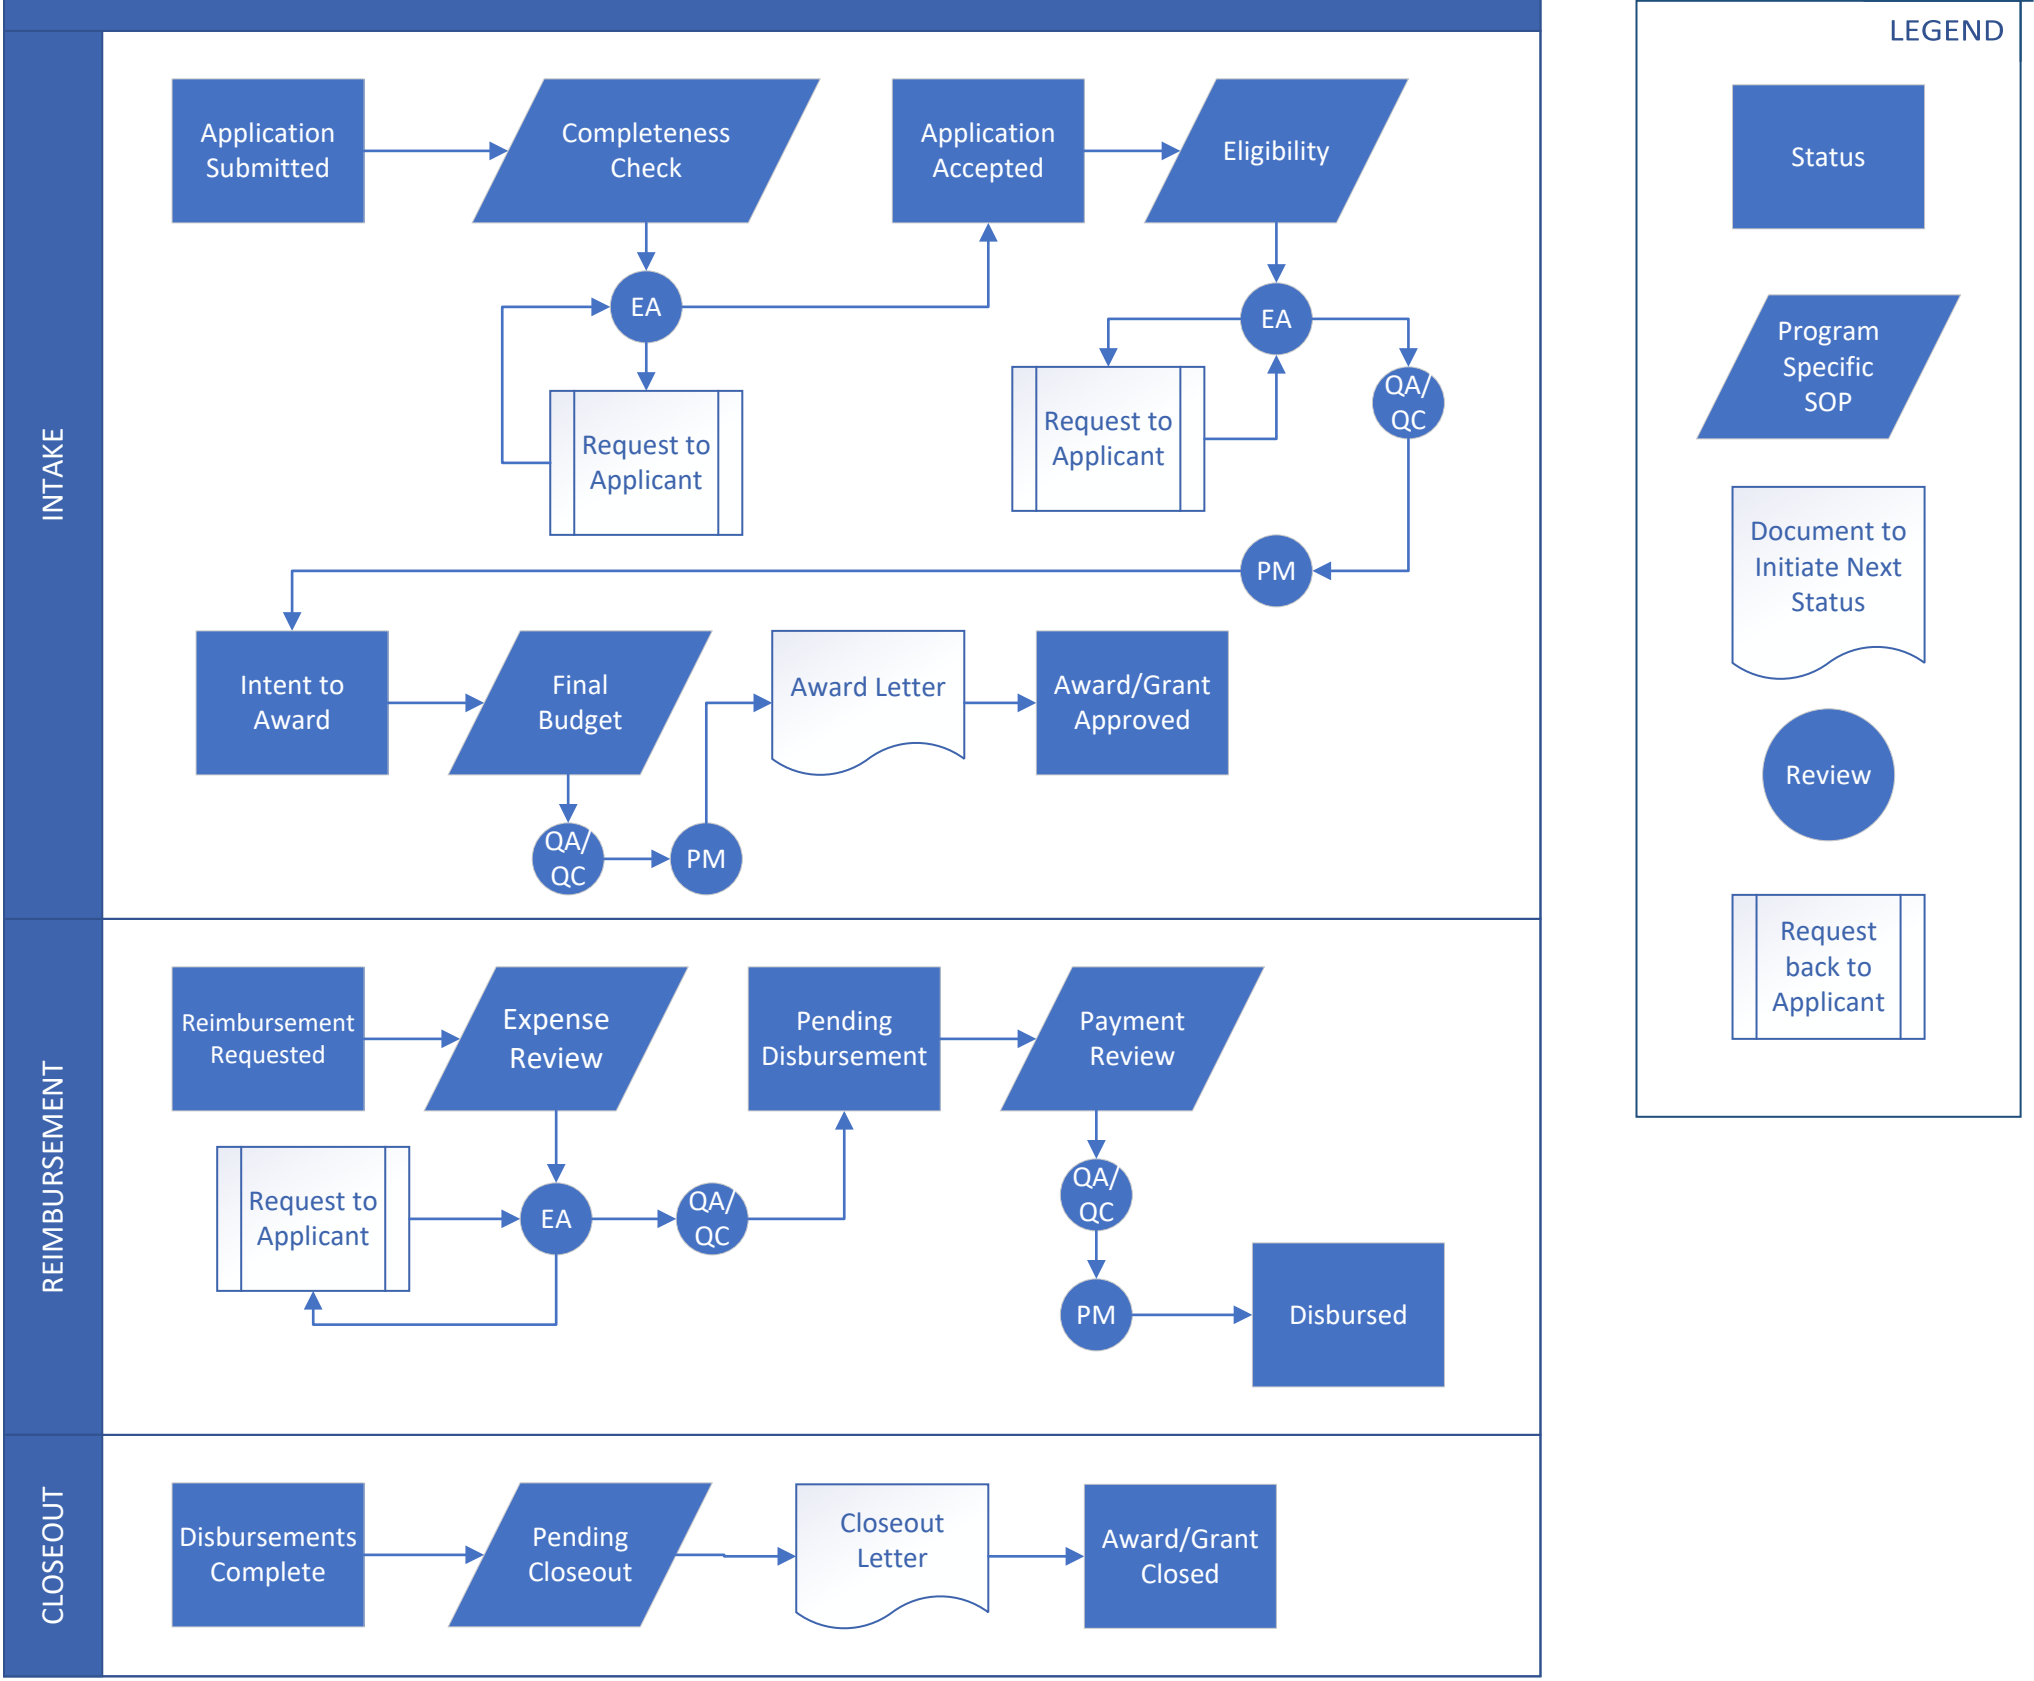 LEGEND
INTAKE
Application
Submitted
Completeness
Check
Application
Accepted
Eligibility
EA
Request to
Applicant
EA
Request to
Applicant
QA/
QC
PM
Intent to
Award
Final
Budget
Award Letter
Award/Grant
Approved
QA/
QC
PM
REIMBURSEMENT
Reimbursement
Requested
Expense
Review
Pending
Disbursement
Payment
Review
Request to
Applicant
EA
QA/
QC
QA/
QC
PM
Disbursed
CLOSEOUT
Disbursements
Complete
Pending
Closeout
Closeout
Letter
Award/Grant
Closed
Status
Program
Specific
SOP
Document to
Initiate Next
Status
Review
Request
back to
Applicant